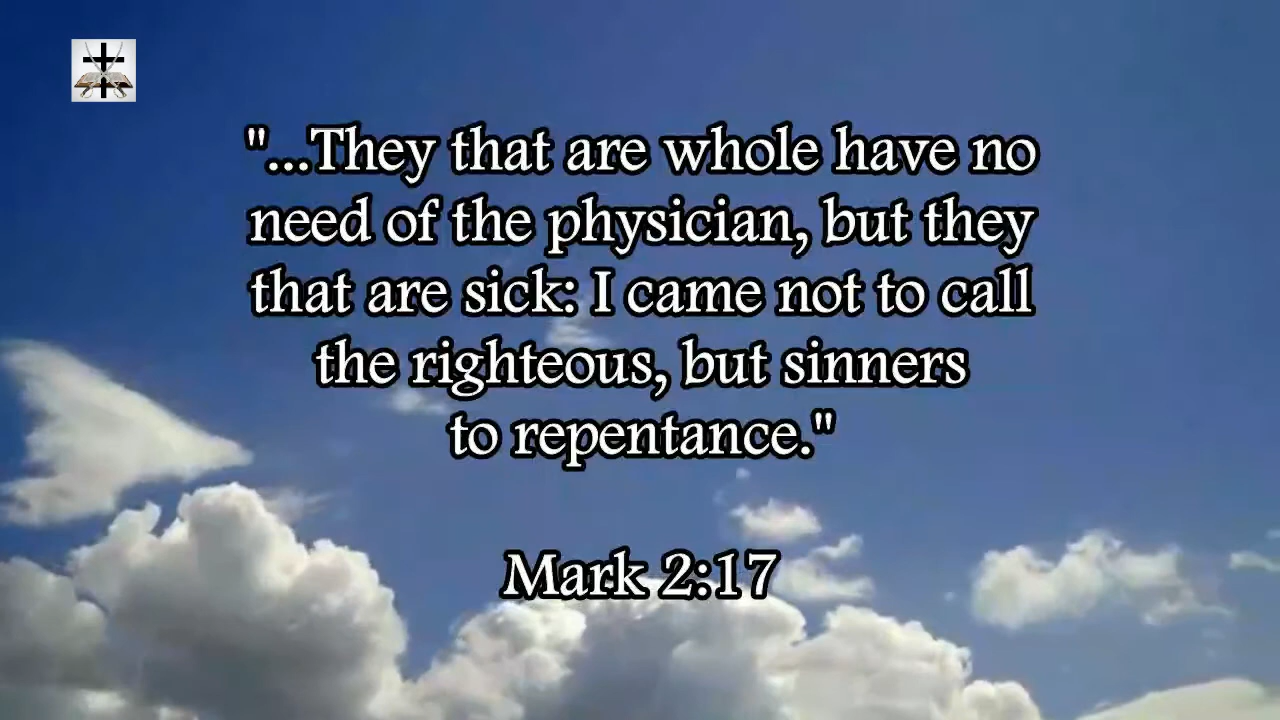 "...They that are whole have no
need of the physician, but they
that are sick: I came not to call
the righteous, but sinners
to repentance."
Mark 2:17